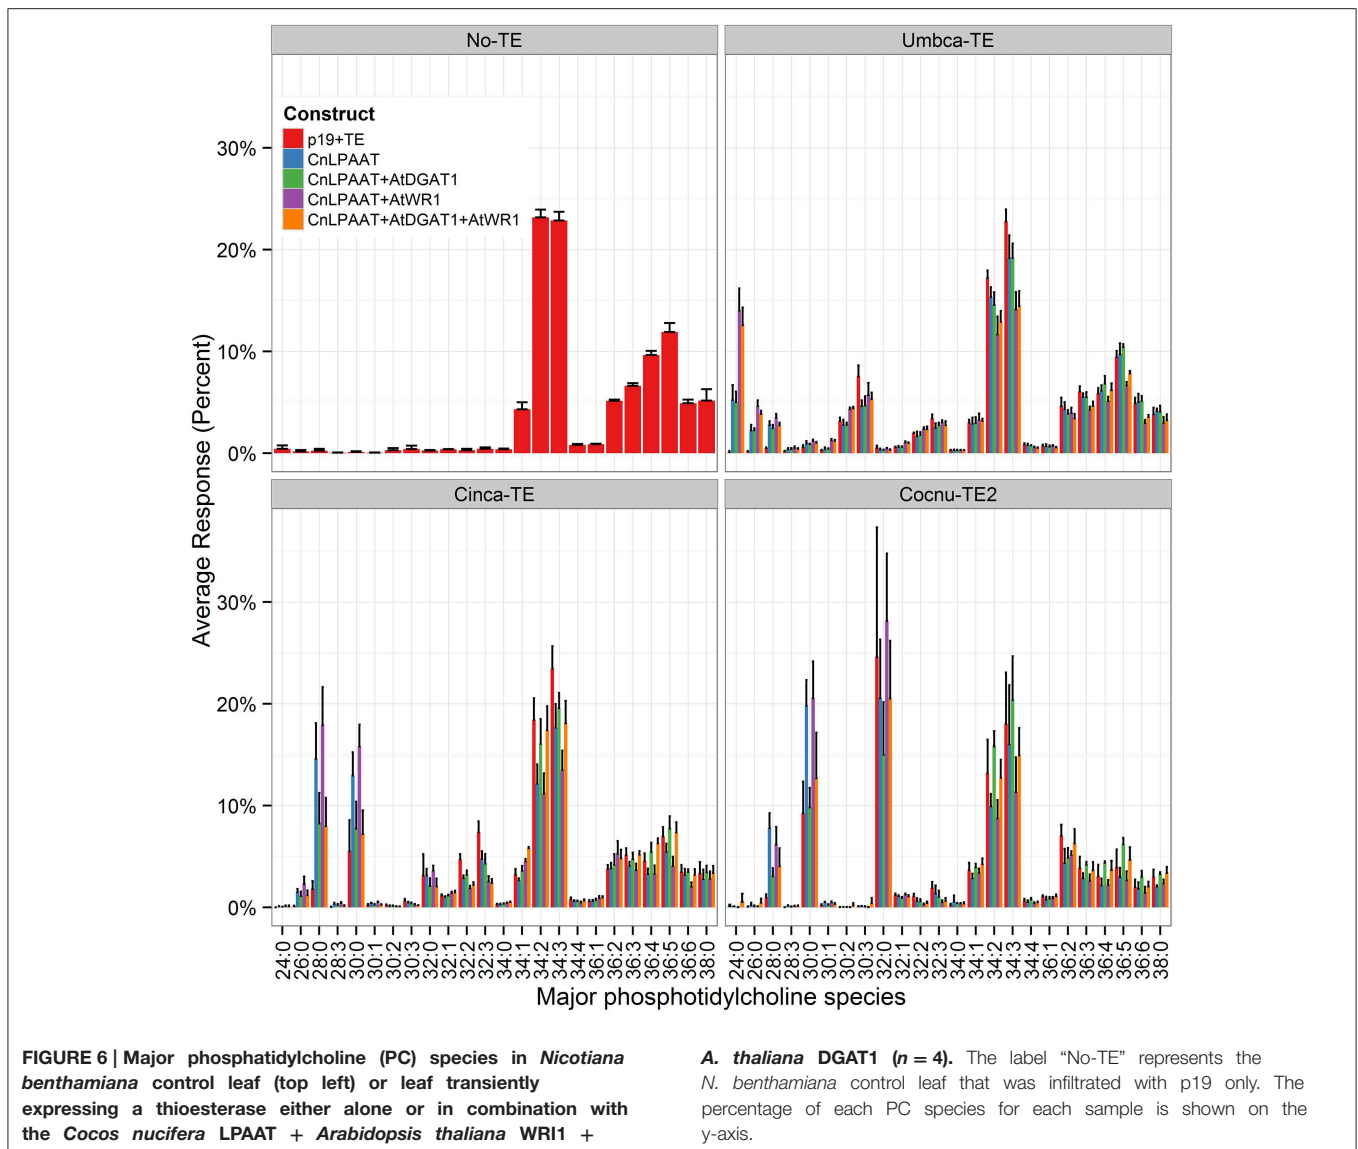 No-TE
Umbca-TE
Construct
p19+TE
CnLPAAT
CnLPAAT+AtDGAT1
CnLPAAT+AtWR1
CnLPAAT+AtDGAT1+AtWR1
30%
20%
10%
0%
Cinca-TE
Cocnu-TE2
30%
20%
10%
0%
Average Response (Percent)
24:0 26:0 28:0 28:3 30:0 30:1 30:2 30:3 32:0 32:1 32:2 32:3 34:0 34:1 34:2 34:3 34:4 36:1 36:2 36:3 36:4 36:5 36:6 38:0
24:0 26:0 28:0 28:3 30:0 30:1 30:2 30:3 32:0 32:1 32:2 32:3 34:0 34:1 34:2 34:3 34:4 36:1 36:2 36:3 36:4 36:5 36:6 38:0
Major phosphotidylcholine species
FIGURE 6 | Major phosphatidylcholine (PC) species in Nicotiana
benthamiana control leaf (top left) or leaf transiently
expressing a thioesterase either alone or in combination with
the Cocos nucifera LPAAT + Arabidopsis thaliana WRI1 +
A. thaliana DGAT1 (n = 4). The label “No-TE” represents the
N. benthamiana control leaf that was infiltrated with p19 only. The
percentage of each PC species for each sample is shown on the
y-axis.